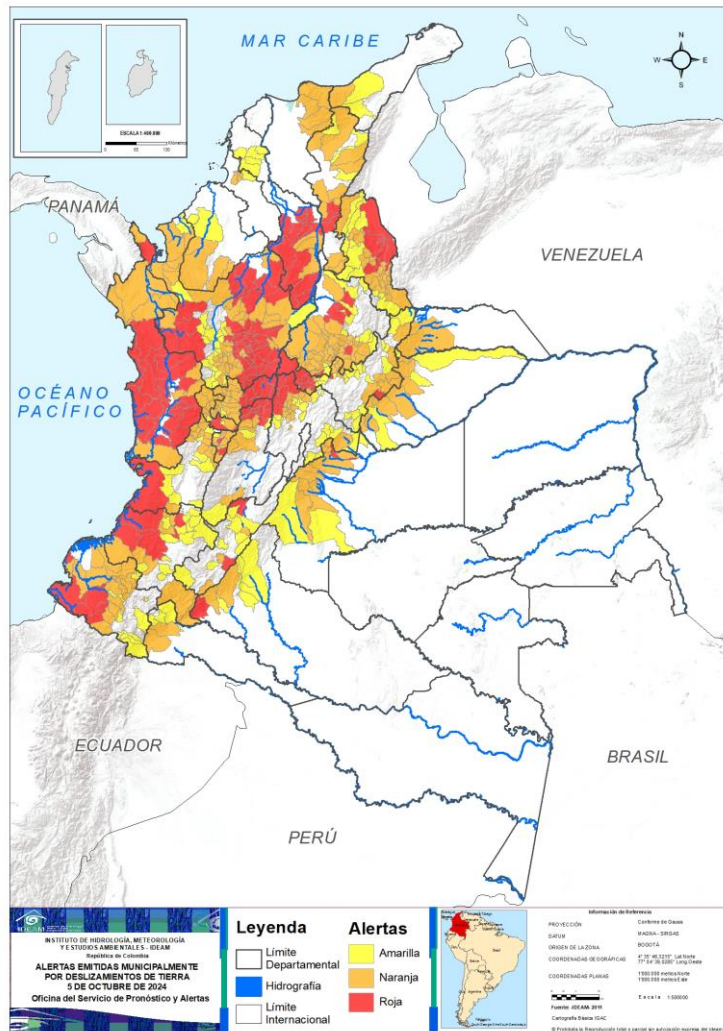 MAR CARIBE
N
W
E
S
ESCALA 1:400.000
PANAMÁ
VENEZUELA
OCÉANO
PACÍFICO
ECUADOR
BRASIL
PERÚ
IDEAM
INSTITUTO DE HIDROLOGÍA, METEOROLOGÍA
Y ESTUDIOS AMBIENTALES - IDEAM
República de Colombia
ALERTAS EMITIDAS MUNICIPALMENTE
POR DESLIZAMIENTOS DE TIERRA
5 DE OCTUBRE DE 2024
Oficina del Servicio de Pronóstico y Alertas
Leyenda
Límite
Departamental
Hidrografía
Límite
Internacional
Alertas
Amarilla
Naranja
Roja
Información de Referencia
PROYECCIÓN Conforme de Gauss
DATUM MAGNA - SIRGAS
ORIGEN DE LA ZONA BOGOTÁ
COORDENADAS GEOGRÁFICAS
COORDENADAS PLANAS
Escala
Fuente: IDEAM
Cartografía Básica IGAC